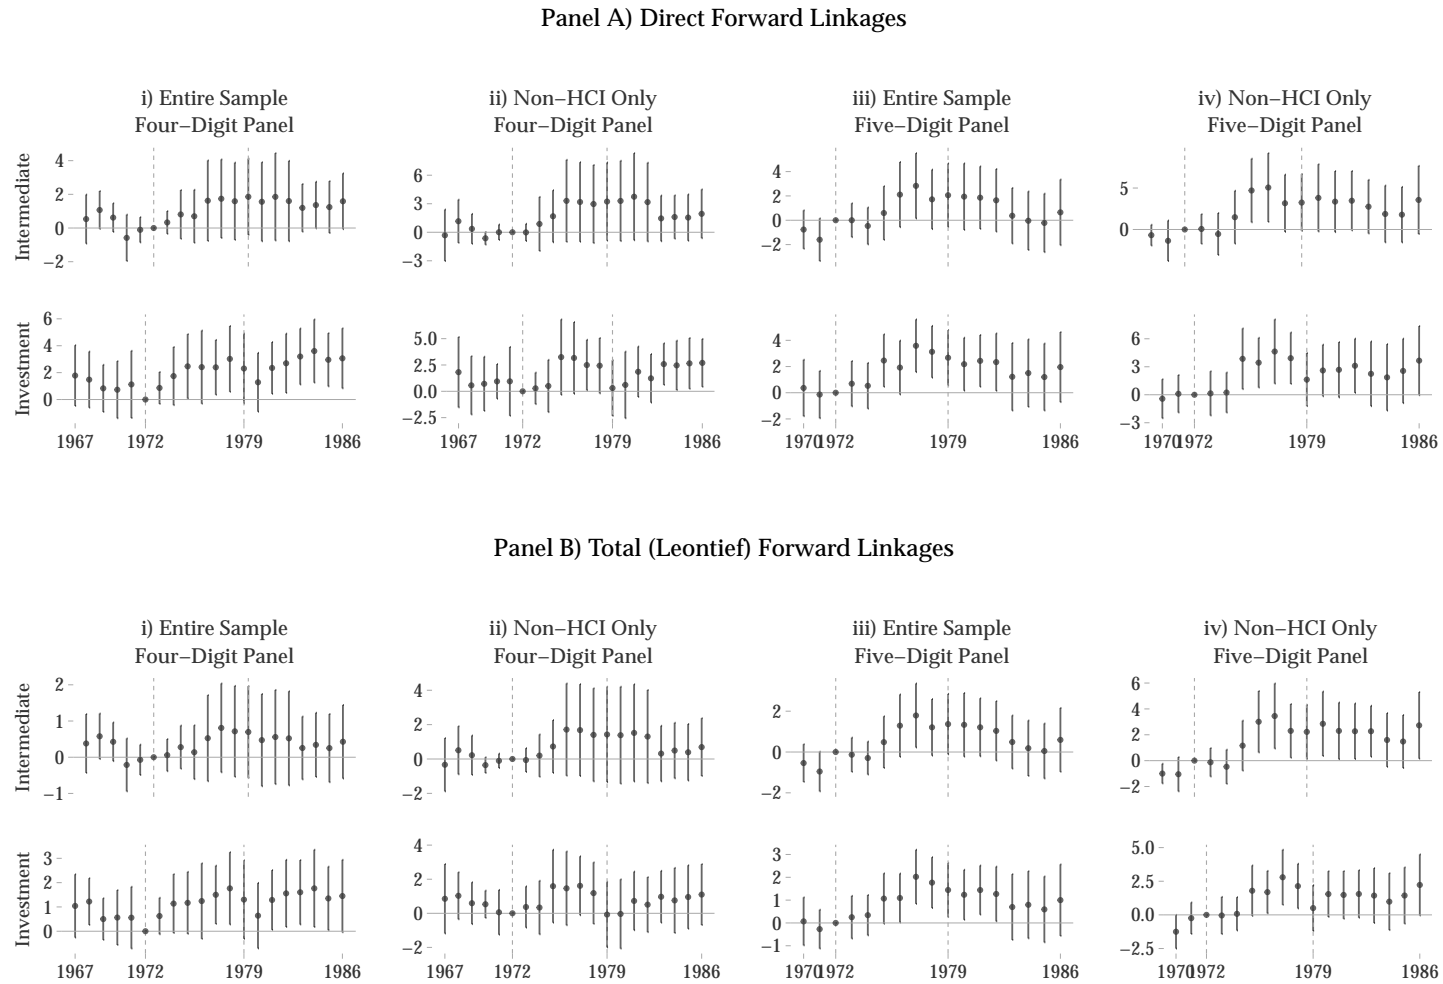 Panel A) Direct Forward Linkages
i) Entire Sample
Four−Digit Panel
ii) Non−HCI Only
Four−Digit Panel
iii) Entire Sample
Five−Digit Panel
iv) Non−HCI Only
Five−Digit Panel
Intermediate
4
2
0
−2
6
3
0
−3
4
2
0
−2
5
0
Investment
6
4
2
0
5.0
2.5
0.0
−2.5
4
2
0
−2
6
3
0
−3
1967 1972 1979 1986
1967 1972 1979 1986
1970 1972 1979 1986
1970 1972 1979 1986
Panel B) Total (Leontief) Forward Linkages
i) Entire Sample
Four−Digit Panel
ii) Non−HCI Only
Four−Digit Panel
iii) Entire Sample
Five−Digit Panel
iv) Non−HCI Only
Five−Digit Panel
Intermediate
2
1
0
−1
4
2
0
−2
2
0
−2
6
4
2
0
−2
Investment
3
2
1
0
4
2
0
−2
3
2
1
0
−1
5.0
2.5
0.0
−2.5
1967 1972 1979 1986
1967 1972 1979 1986
1970 1972 1979 1986
1970 1972 1979 1986